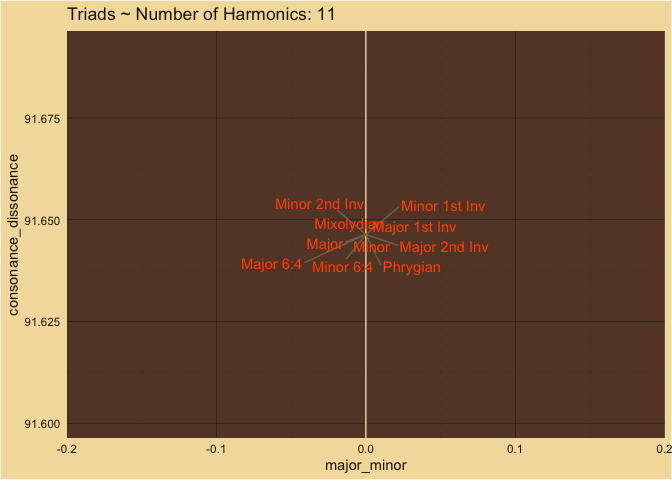 Triads ~ Number of Harmonics: 11
consonance_dissonance
91.675
91.650
91.625
91.600
Minor 2nd Inv
Minor 1st Inv
Mixolydian
Major 1st Inv
Major
Minor
Major 2nd Inv
Major 6:4
Minor 6:4
Phrygian
-0.2
-0.1
0.0
0.1
0.2
major_minor